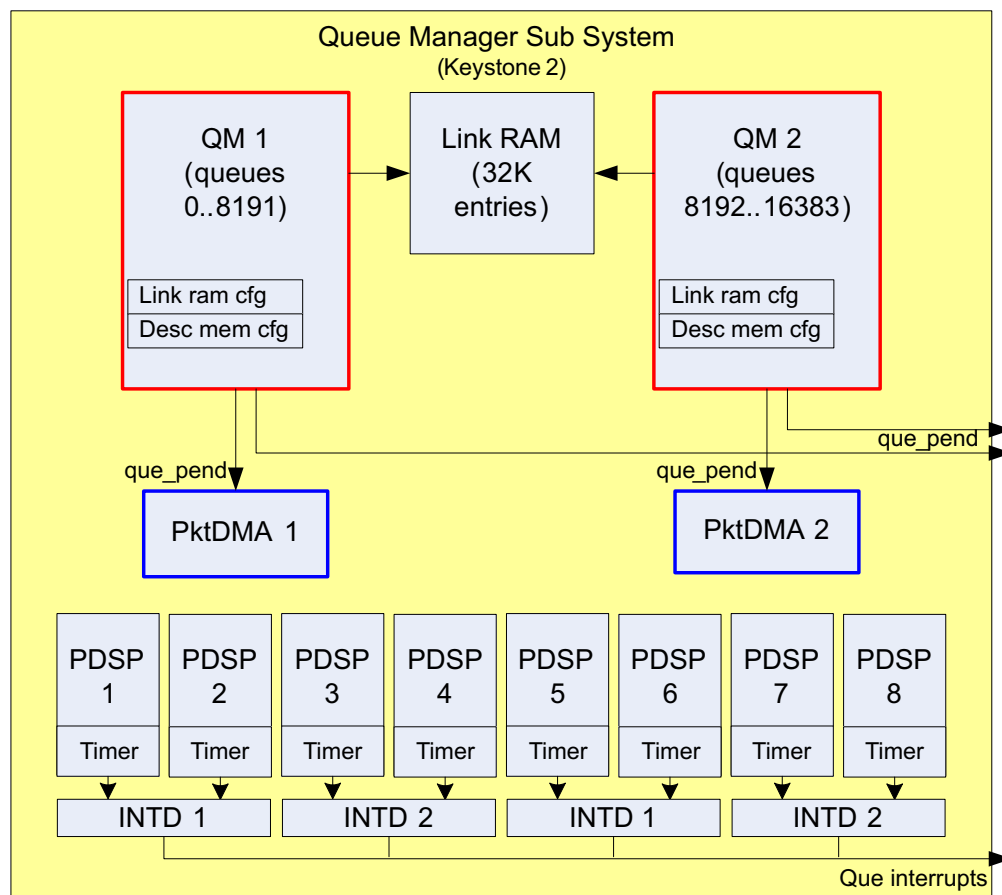 Queue Manager Sub System
(Keystone 2)
QM 1
(queues
0..8191)
Link ram cfg
Desc mem cfg
Link RAM
(32K
entries)
QM 2
(queues
8192..16383)
Link ram cfg
Desc mem cfg
que_pend
que_pend
PktDMA 1
PktDMA 2
PDSP
1
Timer
PDSP
2
Timer
PDSP
3
Timer
PDSP
4
Timer
PDSP
5
Timer
PDSP
6
Timer
PDSP
7
Timer
PDSP
8
Timer
INTD 1
INTD 2
INTD 1
INTD 2
Que interrupts